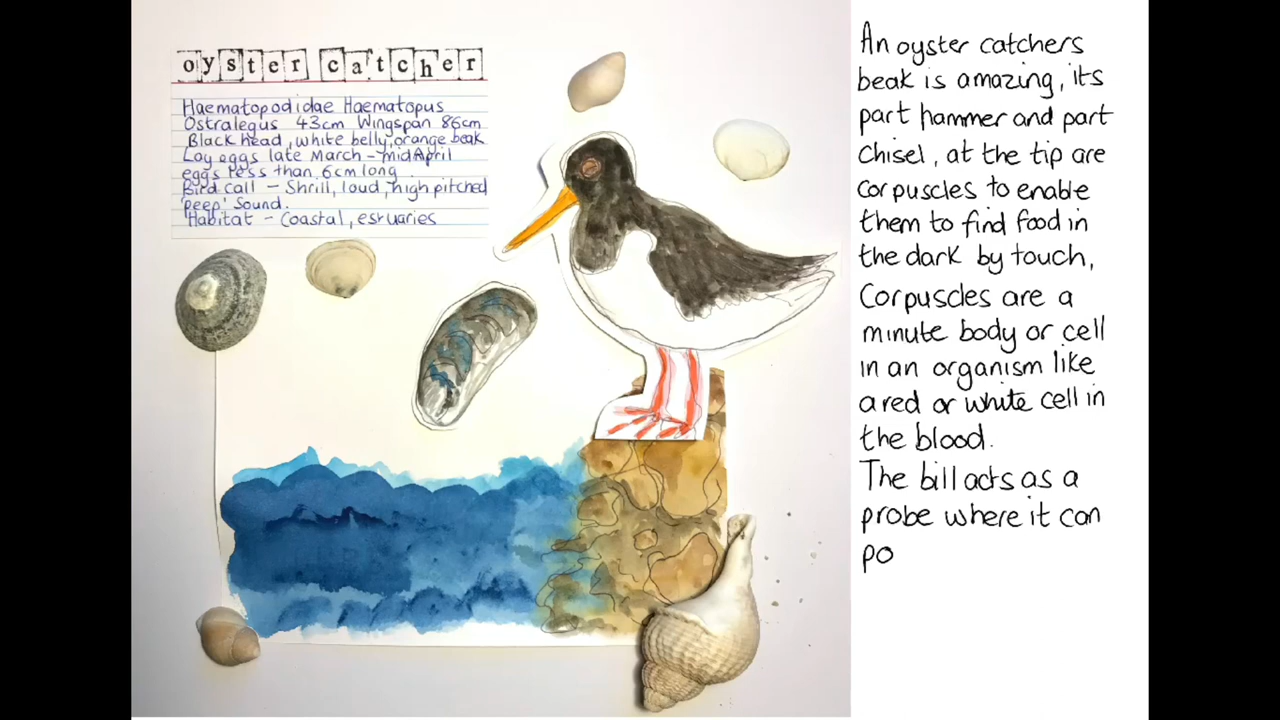 oyster catcher
Haematopodidae Haematopus
Ostralegus 43cm Wingspan 86cm
Black head, white belly, orange beak
Lay eggs late March - mid April
eggs less than 6cm long.
Bird call - Shrill, loud, high pitched
'peep' Sound.
Habitat - Coastal, estuaries
An oyster catchers
beak is amazing, its
part hammer and part
chisel, at the tip are
corpuscles to enable
them to find food in
the dark by touch,
Corpuscles are a
minute body or cell
in an organism like
a red or white cell in
the blood.
The bill acts as a
probe where it can
po